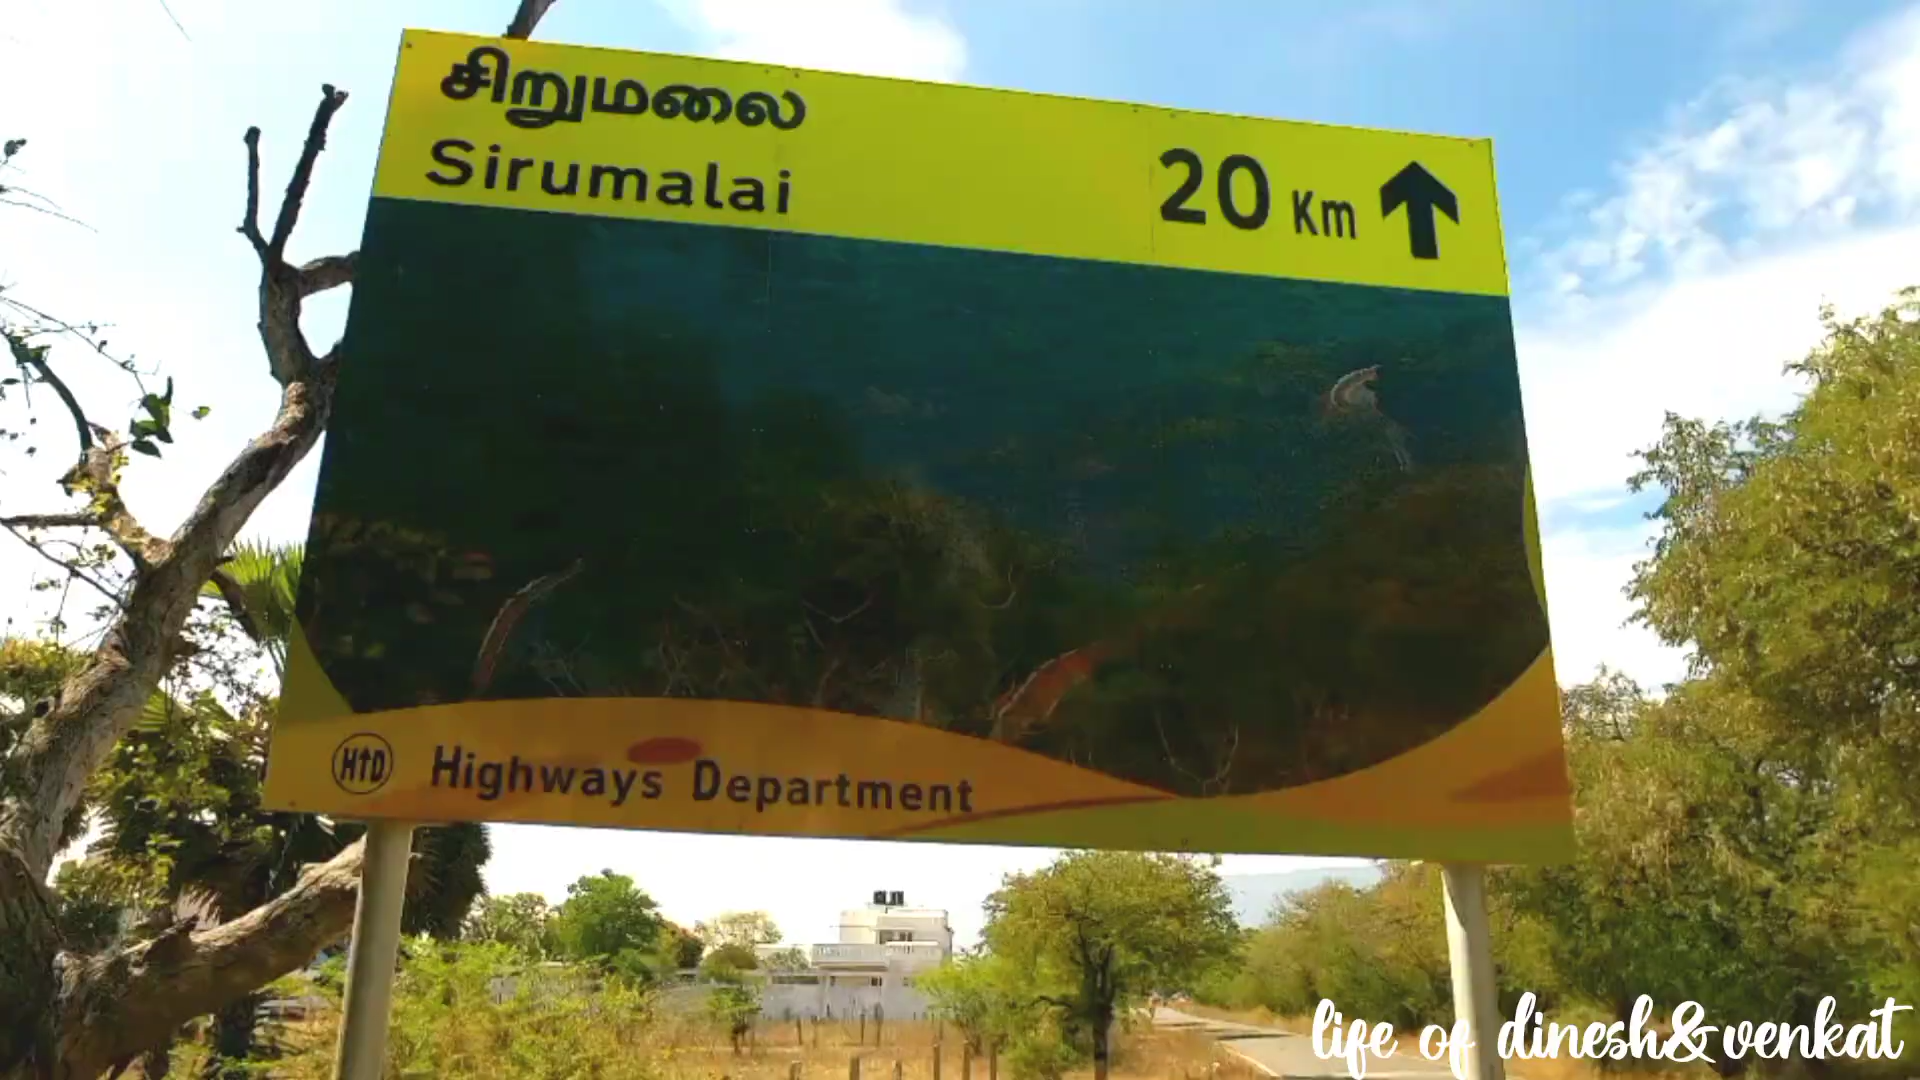 சிறுமலை
Sirumalai
20 Km
HTD
Highways Department
life of dinesh&venkat